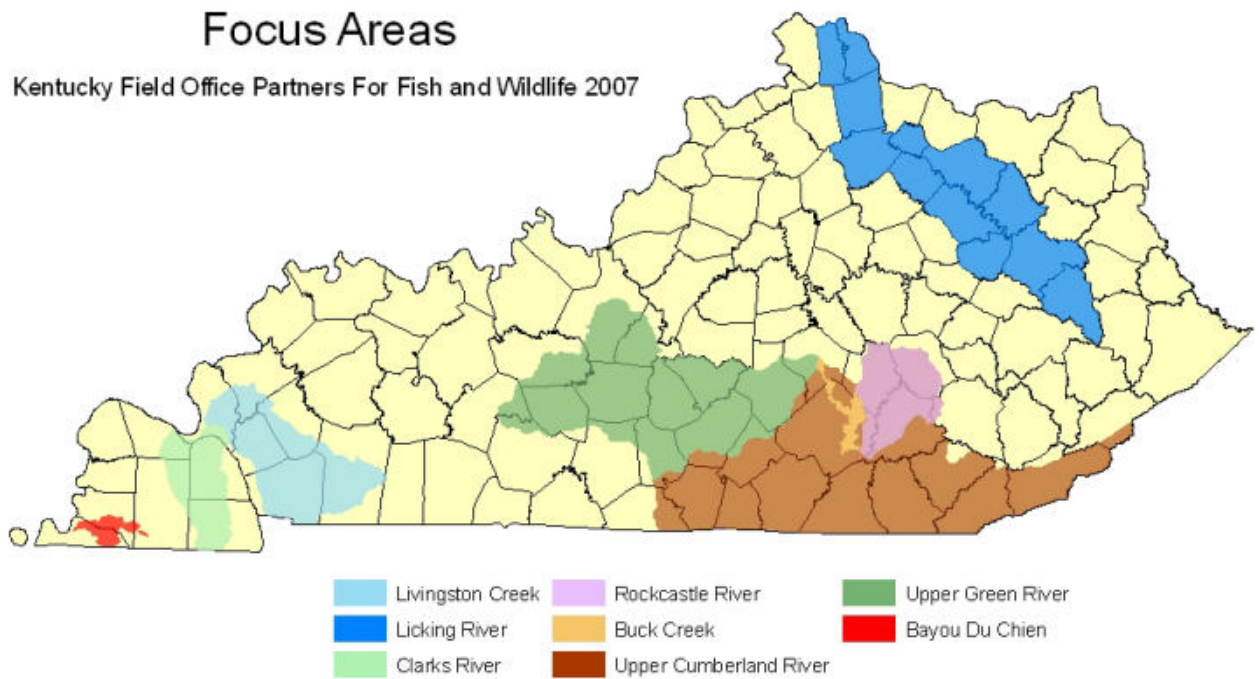 Focus Areas
Kentucky Field Office Partners For Fish and Wildlife 2007
Livingston Creek
Licking River
Clarks River
Rockcastle River
Buck Creek
Upper Cumberland River
Upper Green River
Bayou Du Chien